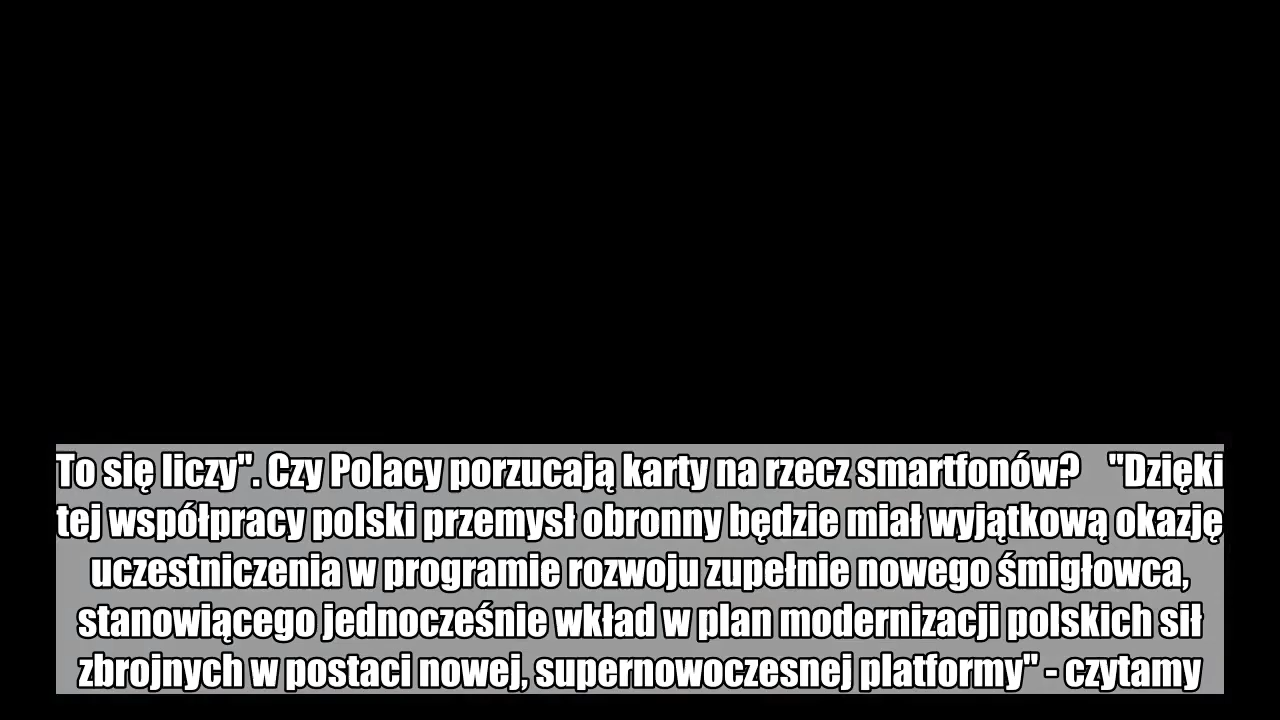 To się liczy". Czy Polacy porzucają karty na rzecz smartfonów? "Dzięki
tej współpracy polski przemysł obronny będzie miał wyjątkową okazję
uczestniczenia w programie rozwoju zupełnie nowego śmigłowca,
stanowiącego jednocześnie wkład w plan modernizacji polskich sił
zbrojnych w postaci nowej, supernowoczesnej platformy" - czytamy